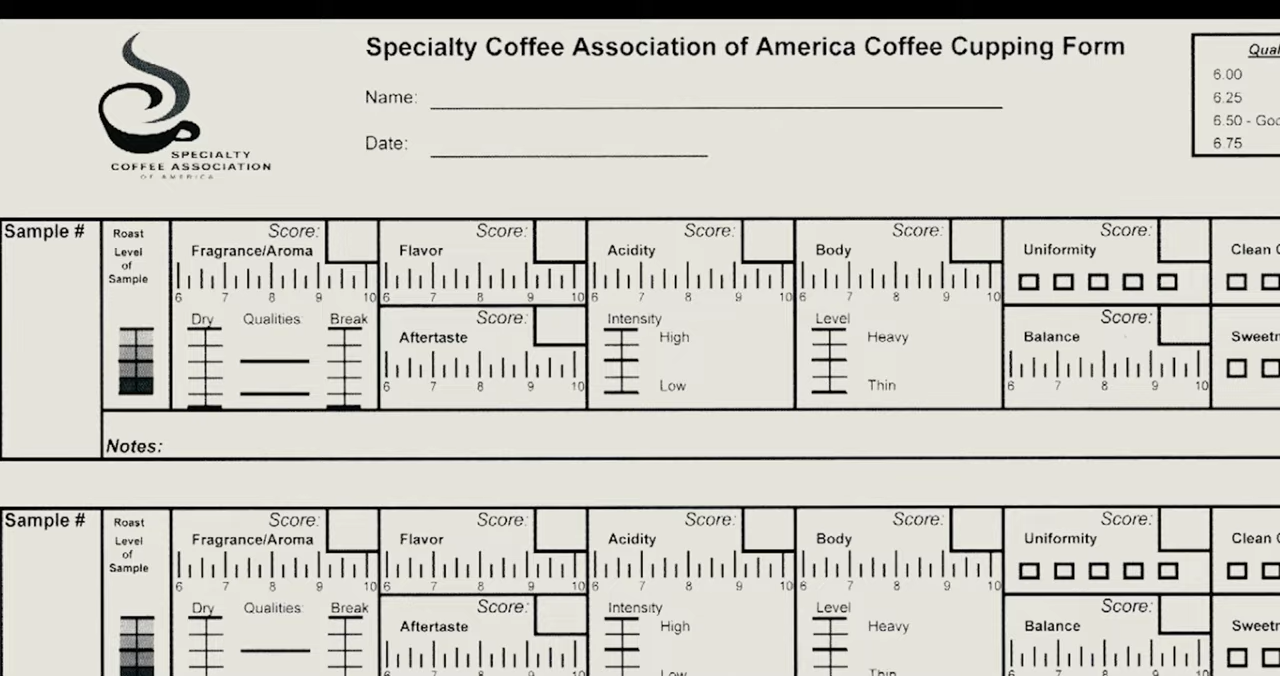 Specialty Coffee Association of America Coffee Cupping Form
Name:
Date:
SPECIALTY
COFFEE ASSOCIATION
OF AMERICA
6.00
6.25
6.50 -
6.75
Sample #
Roast
Level
of
Sample
Score:
Fragrance/Aroma
6 7 8 9 10
Dry Qualities Break
Score:
Flavor
6 7 8 9 10
Score:
Aftertaste
6 7 8 9 10
Score:
Acidity
6 7 8 9 10
Intensity
High
Low
Score:
Body
6 7 8 9 10
Level
Heavy
Thin
Score:
Uniformity
Score:
Balance
6 7 8 9 10
Clean
Notes:
Sample #
Roast
Level
of
Sample
Score:
Fragrance/Aroma
6 7 8 9 10
Dry Qualities: Break
Score:
Flavor
6 7 8 9 10
Score:
Aftertaste
Score:
Acidity
6 7 8 9 10
Intensity
High
Low
Score:
Body
6 7 8 9 10
Level
Heavy
Thin
Score:
Uniformity
Score:
Balance
Clean